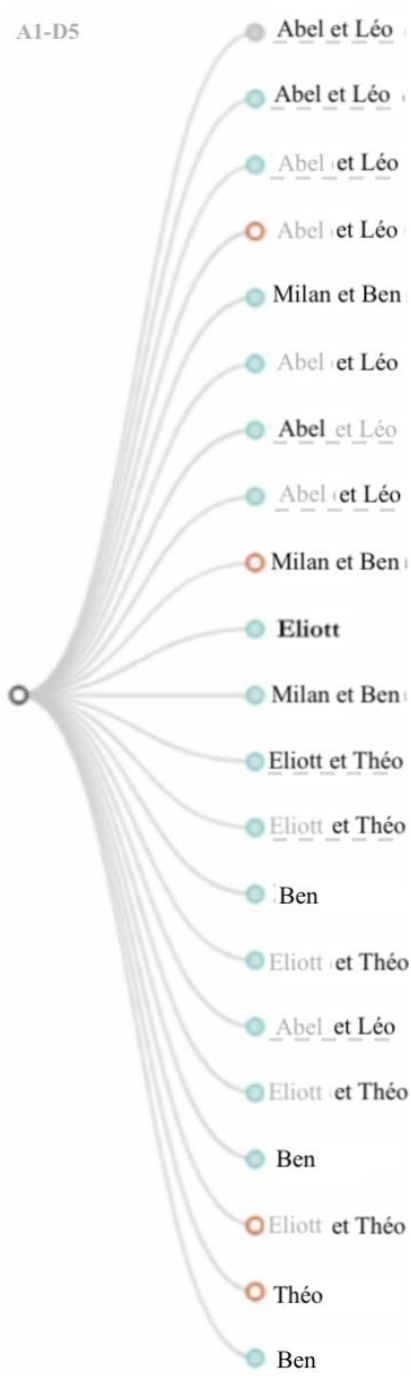 A1-D5
Abel et Léo
Abel et Léo
Abel et Léo
Abel et Léo
Milan et Ben
Abel et Léo
Abel et Léo
Abel et Léo
Milan et Ben
Eliott
Milan et Ben
Eliott et Théo
Eliott et Théo
Ben
Eliott et Théo
Abel et Léo
Eliott et Théo
Ben
Eliott et Théo
Théo
Ben